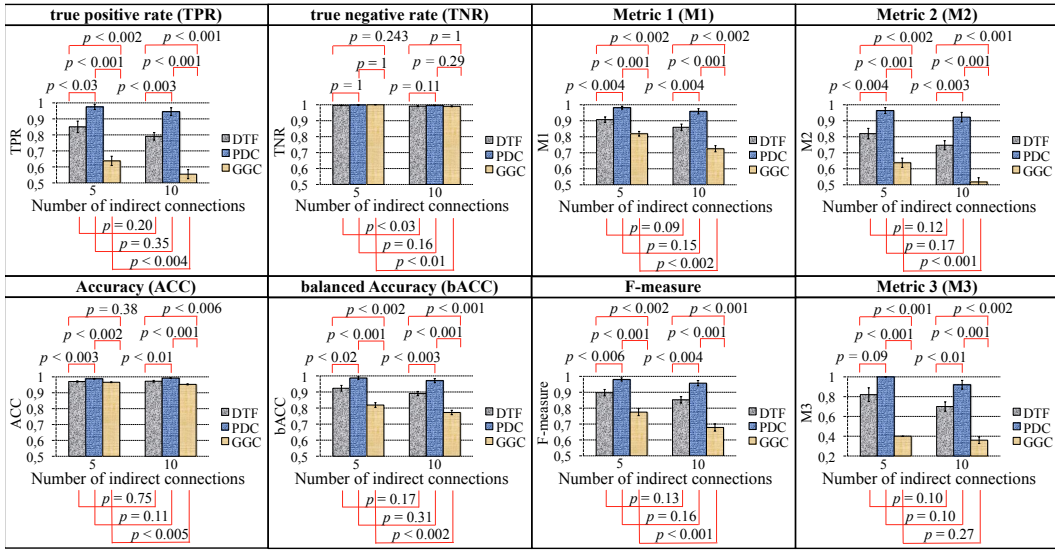 true positive rate (TPR)
p < 0.002
p < 0.001
p < 0.001
p < 0.001
p < 0.03
p < 0.003
1
0,9
0,8
0,7
0,6
0,5
TPR
DTF
PDC
GGC
5
10
Number of indirect connections
p = 0.20
p = 0.35
p < 0.004
true negative rate (TNR)
p = 0.243
p = 1
p = 1
p = 0.29
p = 1
p = 0.11
1
0,9
0,8
0,7
0,6
0,5
TNR
DTF
PDC
GGC
5
10
Number of indirect connections
p < 0.03
p = 0.16
p < 0.01
Metric 1 (M1)
p < 0.002
p < 0.002
p < 0.001
p < 0.001
p < 0.004
p < 0.004
1
0,9
0,8
0,7
0,6
0,5
M1
DTF
PDC
GGC
5
10
Number of indirect connections
p = 0.09
p = 0.15
p < 0.002
Metric 2 (M2)
p < 0.002
p < 0.001
p < 0.001
p < 0.001
p < 0.004
p < 0.003
1
0,9
0,8
0,7
0,6
0,5
M2
DTF
PDC
GGC
5
10
Number of indirect connections
p = 0.12
p = 0.17
p < 0.001
Accuracy (ACC)
p = 0.38
p < 0.006
p < 0.002
p < 0.001
p < 0.003
p < 0.01
1
0,9
0,8
0,7
0,6
0,5
ACC
DTF
PDC
GGC
5
10
Number of indirect connections
p = 0.75
p = 0.11
p < 0.005
balanced Accuracy (bACC)
p < 0.002
p < 0.001
p < 0.001
p < 0.001
p < 0.02
p < 0.003
1
0,9
0,8
0,7
0,6
0,5
bACC
DTF
PDC
GGC
5
10
Number of indirect connections
p = 0.17
p = 0.31
p < 0.002
F-measure
p < 0.002
p < 0.001
p < 0.001
p < 0.001
p < 0.006
p < 0.004
1
0,9
0,8
0,7
0,6
0,5
F-measure
DTF
PDC
GGC
5
10
Number of indirect connections
p = 0.13
p = 0.16
p < 0.001
Metric 3 (M3)
p < 0.001
p < 0.002
p < 0.001
p < 0.001
p = 0.09
p < 0.01
1
0,8
0,6
0,4
0,2
M3
DTF
PDC
GGC
5
10
Number of indirect connections
p = 0.10
p = 0.10
p = 0.27